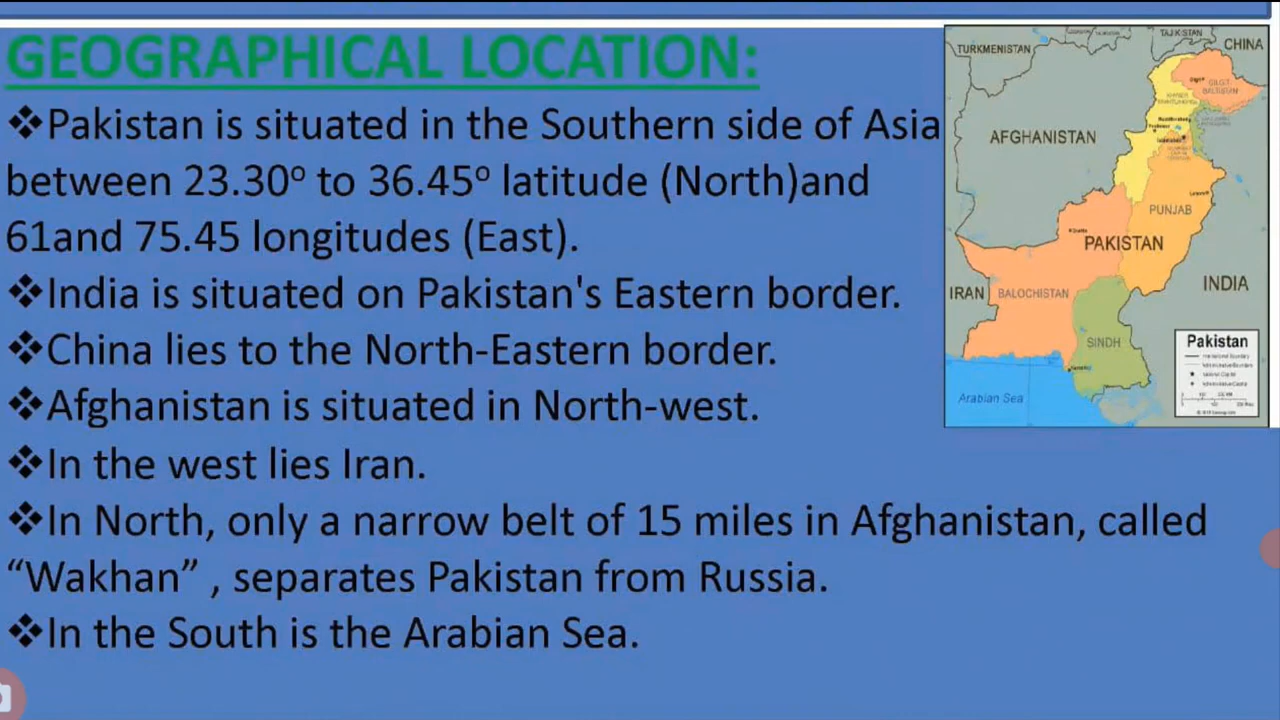 GEOGRAPHICAL LOCATION:
❖Pakistan is situated in the Southern side of Asia
between 23.30º to 36.45º latitude (North)and
61and 75.45 longitudes (East).
❖India is situated on Pakistan's Eastern border.
❖China lies to the North-Eastern border.
❖Afghanistan is situated in North-west.
❖In the west lies Iran.
❖In North, only a narrow belt of 15 miles in Afghanistan, called
“Wakhan” , separates Pakistan from Russia.
❖In the South is the Arabian Sea.
TURKMENISTAN
TAJIKISTAN
CHINA
AFGHANISTAN
PUNJAB
PAKISTAN
INDIA
IRAN
BALOCHISTAN
SINDH
Arabian Sea
Pakistan